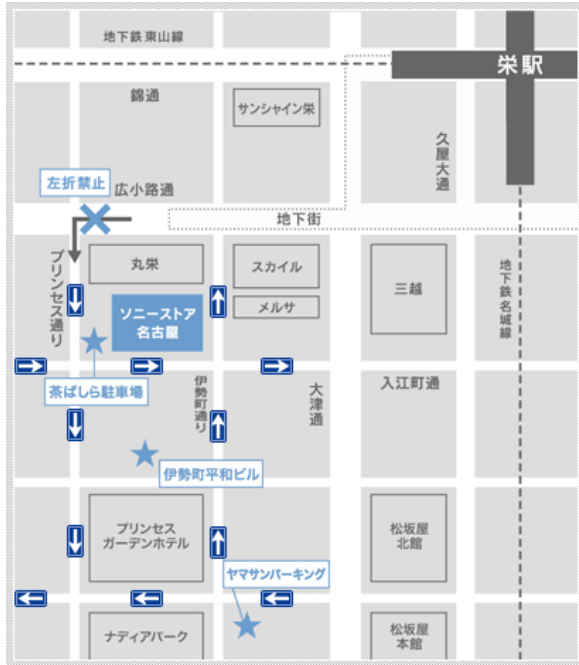 地下鉄東山線
栄駅
錦通
サンシャイン栄
久屋大通
左折禁止
広小路通
地下街
プリンセス通り
丸栄
スカイル
三越
地下鉄名城線
ソニーストア
名古屋
メルサ
茶ばしら駐車場
伊勢町通り
大津通
入江町通
伊勢町平和ビル
プリンセス
ガーデンホテル
松坂屋
北館
ヤマサンパーキング
ナディアパーク
松坂屋
本館